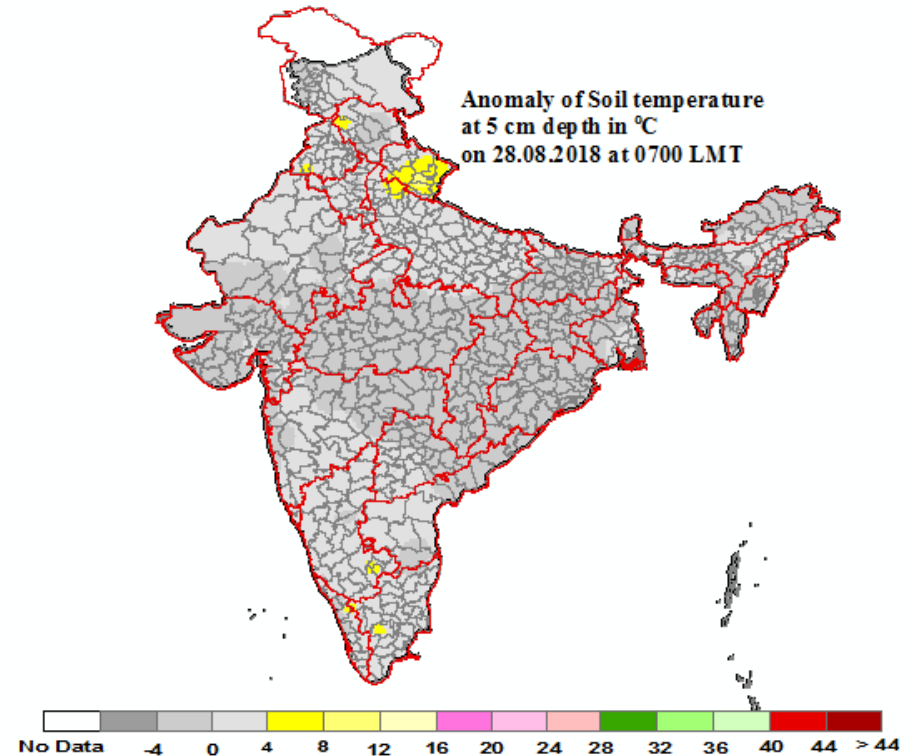 Anomaly of Soil temperature
at 5 cm depth in ⁰C
on 28.08.2018 at 0700 LMT
No Data -4 0 4 8 12 16 20 24 28 32 36 40 44 > 44